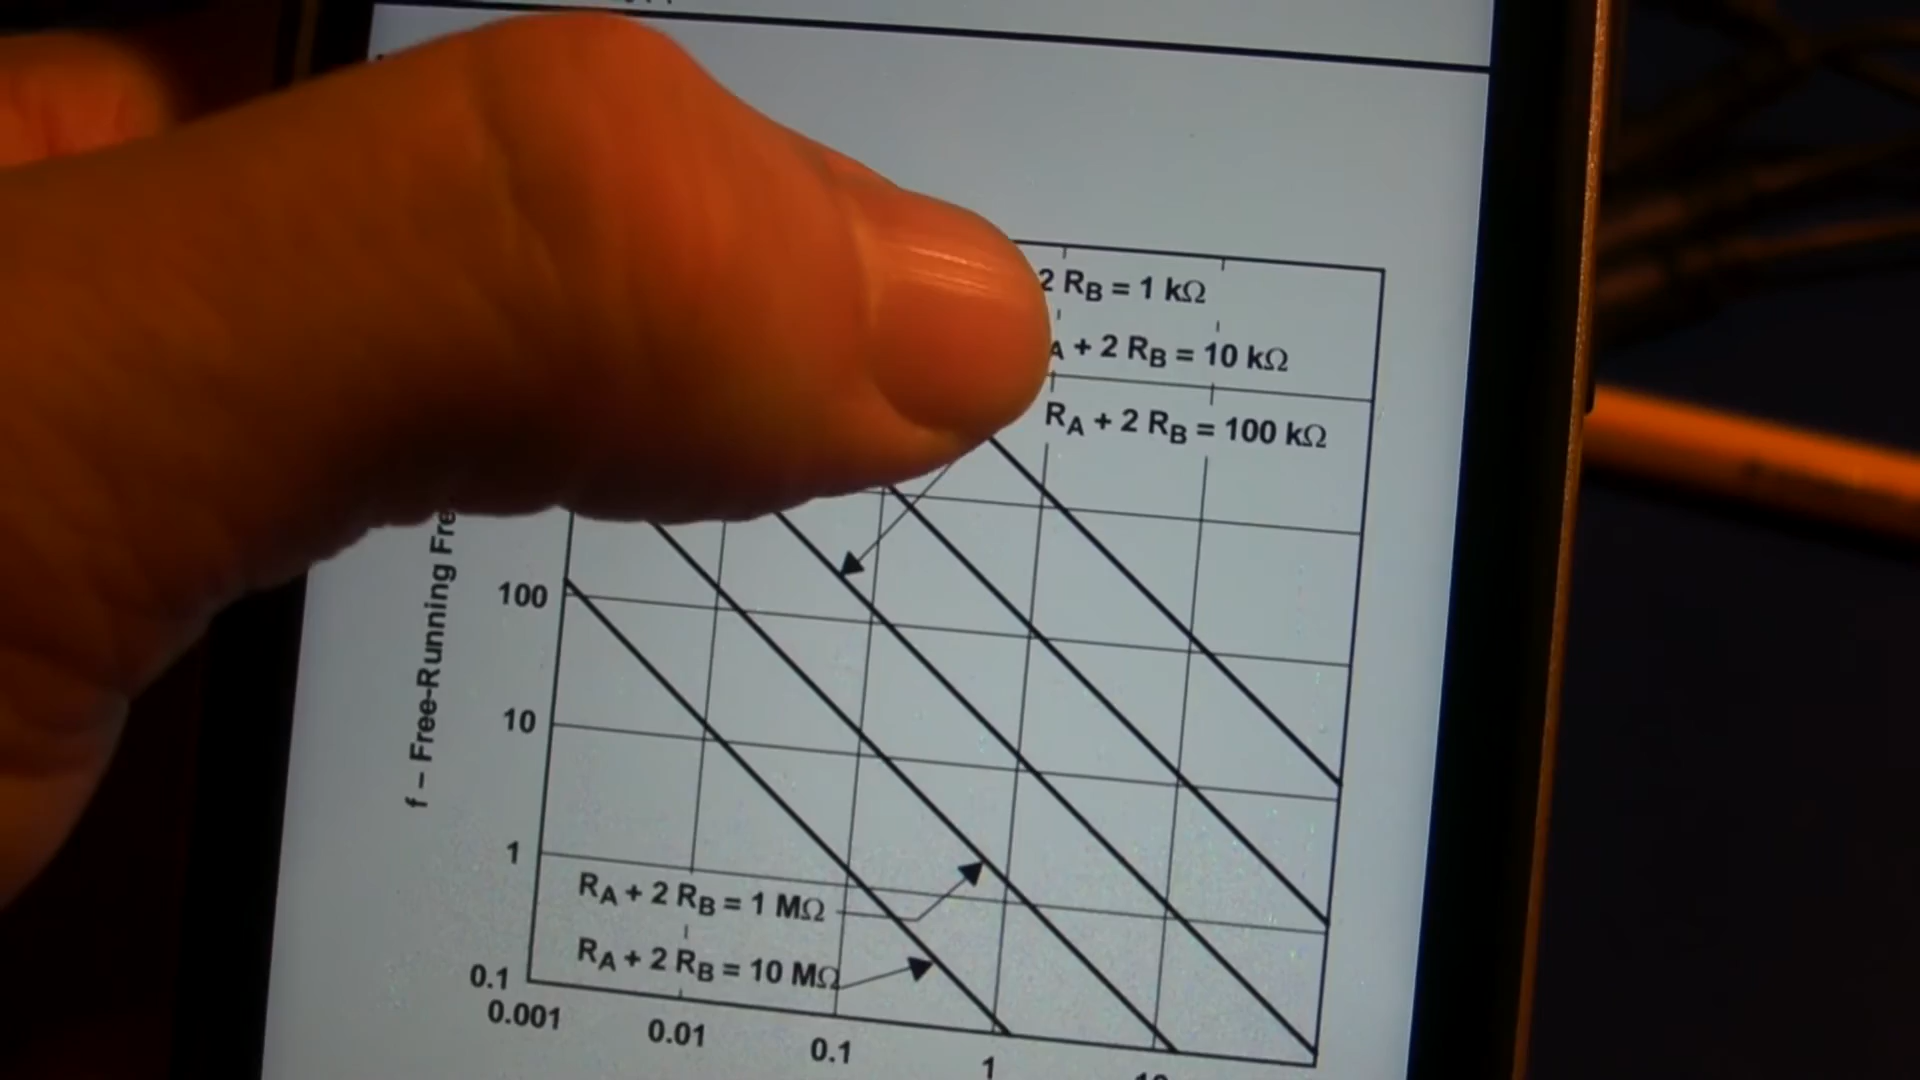 2 RB = 1 kΩ
A + 2 RB = 10 kΩ
RA + 2 RB = 100 kΩ
f – Free-Running Fre
100
10
1
0.1
RA + 2 RB = 1 MΩ
RA + 2 RB = 10 MΩ
0.001
0.01
0.1
1